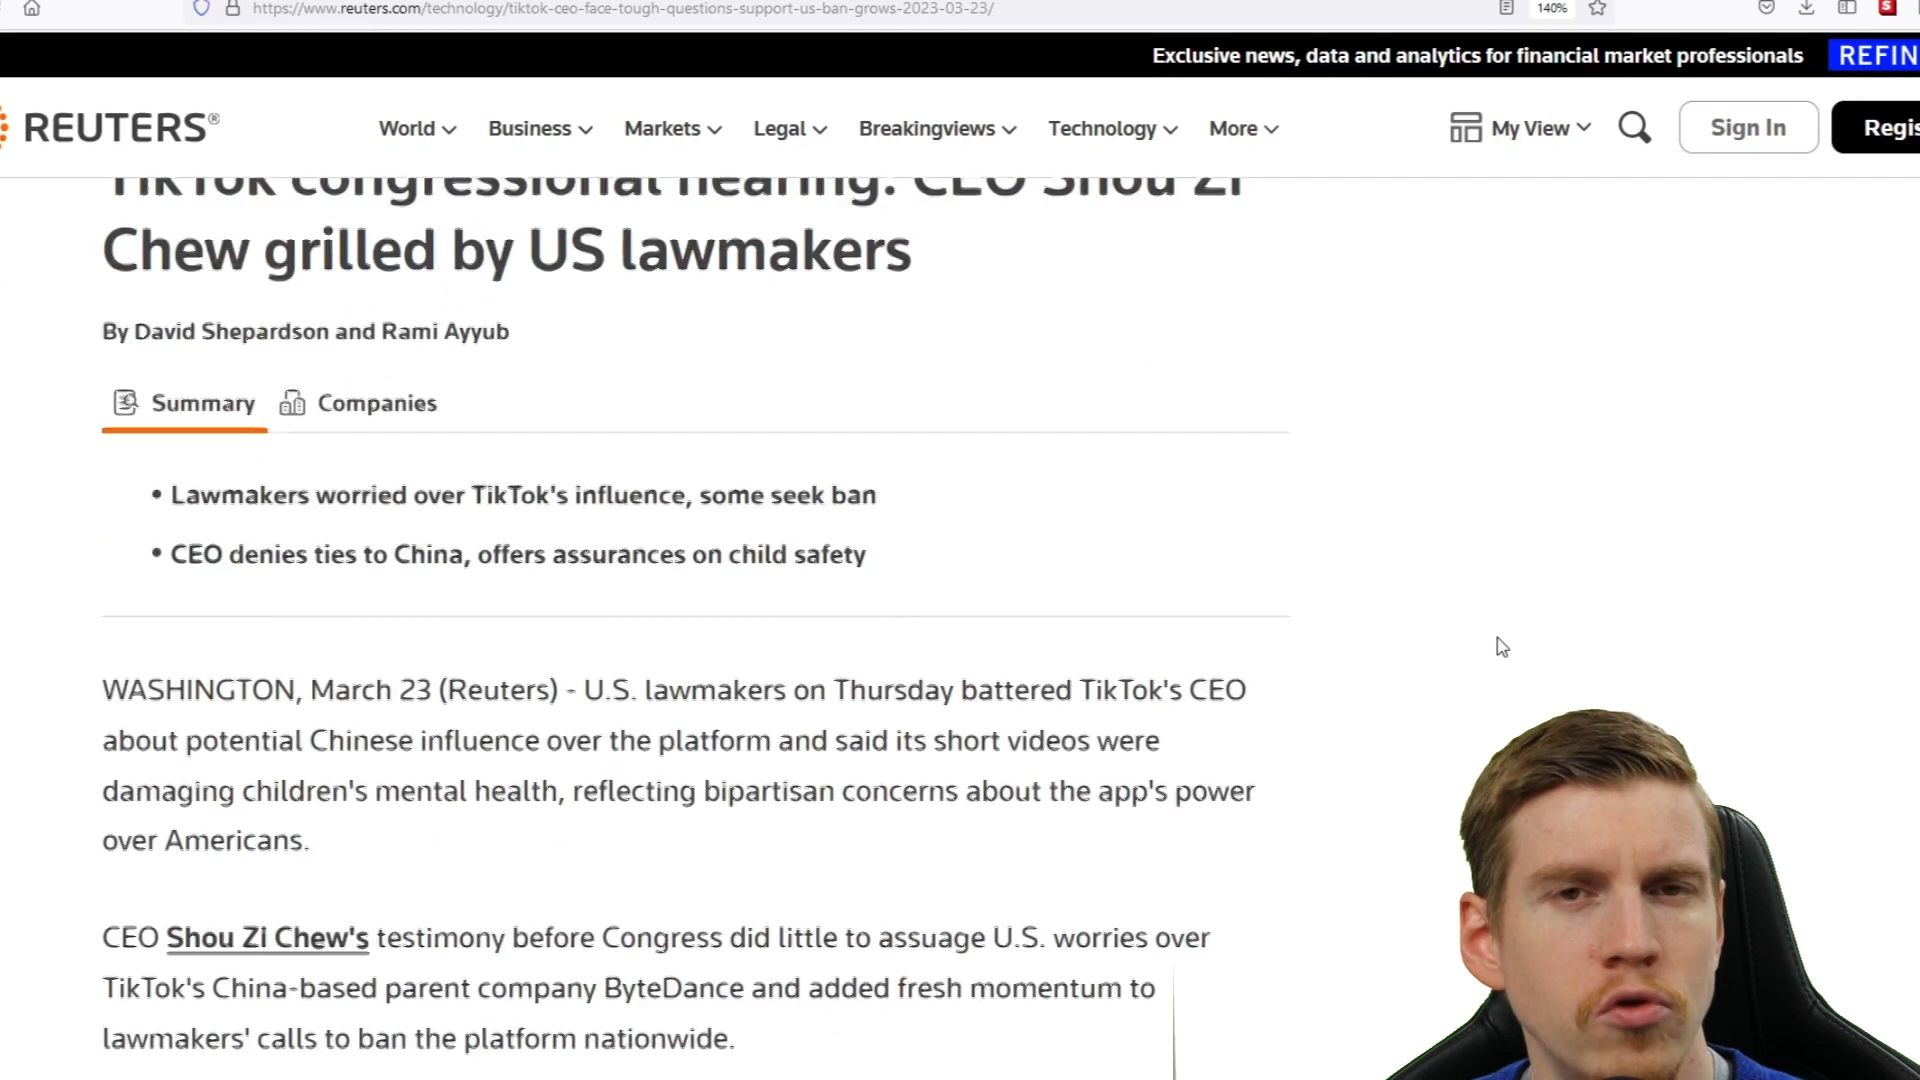 https://www.reuters.com/technology/tiktok-ceo-face-tough-questions-support-us-ban-grows-2023-03-23/
140%
S
Exclusive news, data and analytics for financial market professionals
REFIN
REUTERS®
World
Business
Markets
Legal
Breakingviews
Technology
More
My View
Sign In
Regis
TikTok congressional hearing: CEO Shou Zi
Chew grilled by US lawmakers
By David Shepardson and Rami Ayyub
Summary
Companies
• Lawmakers worried over TikTok's influence, some seek ban
• CEO denies ties to China, offers assurances on child safety
WASHINGTON, March 23 (Reuters) - U.S. lawmakers on Thursday battered TikTok's CEO
about potential Chinese influence over the platform and said its short videos were
damaging children's mental health, reflecting bipartisan concerns about the app's power
over Americans.
CEO Shou Zi Chew's testimony before Congress did little to assuage U.S. worries over
TikTok's China-based parent company ByteDance and added fresh momentum to
lawmakers' calls to ban the platform nationwide.